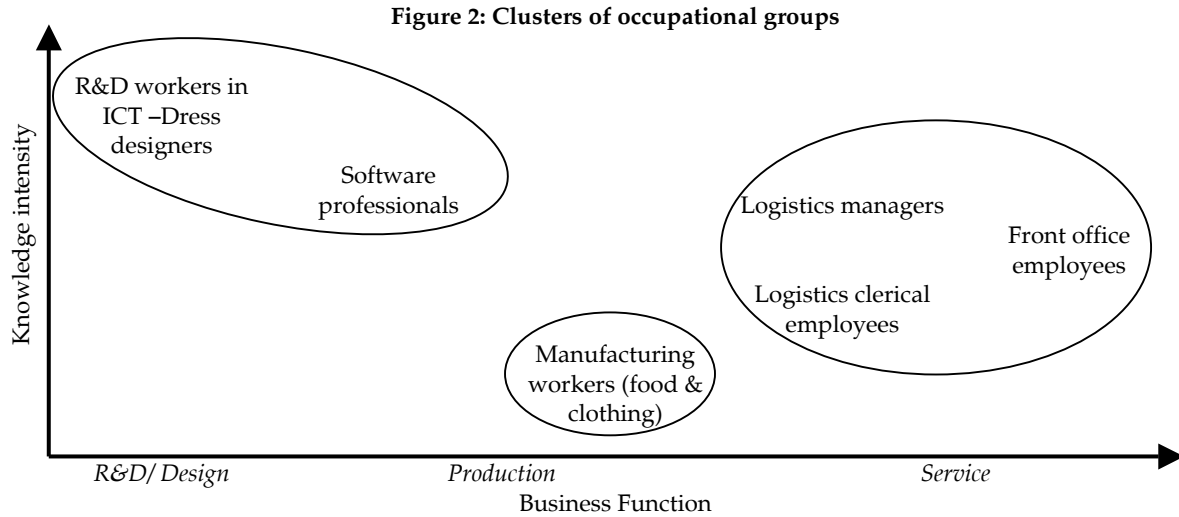 Figure 2: Clusters of occupational groups
Knowledge intensity
R&D workers in
ICT –Dress
designers
Software
professionals
Logistics managers
Front office
employees
Logistics clerical
employees
Manufacturing
workers (food &
clothing)
R&D/ Design
Production
Service
Business Function